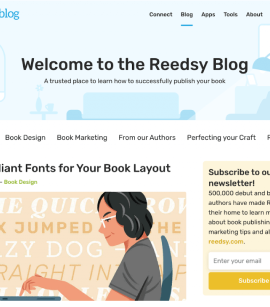 blog
Connect Blog Apps Tools About
Welcome to the Reedsy Blog
A trusted place to learn how to successfully publish your book
Book Design Book Marketing From our Authors Perfecting your Craft
liant Fonts for Your Book Layout
– Book Design
THE QUICK BROW
X JUMPED
AZY DOG
STRAIGHT IN
Subscribe to ou
newsletter!
500,000 debut and b
authors have made R
their home to learn m
about book publishin
marketing tips and al
reedsy.com.
Enter your email
Subscribe